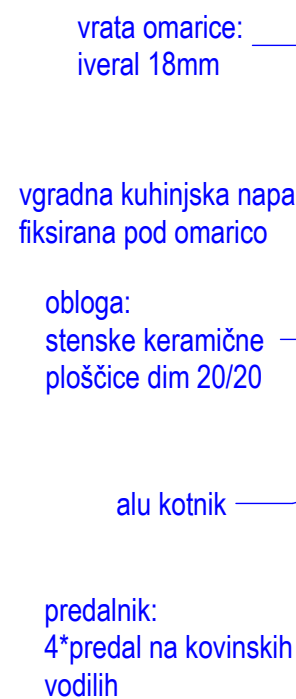 vrata omarice:
iveral 18mm
vgradna kuhinjska napa
fiksirana pod omarico
obloga:
stenske keramične
ploščice dim 20/20
alu kotnik
predalnik:
4*predal na kovinskih
vodilih